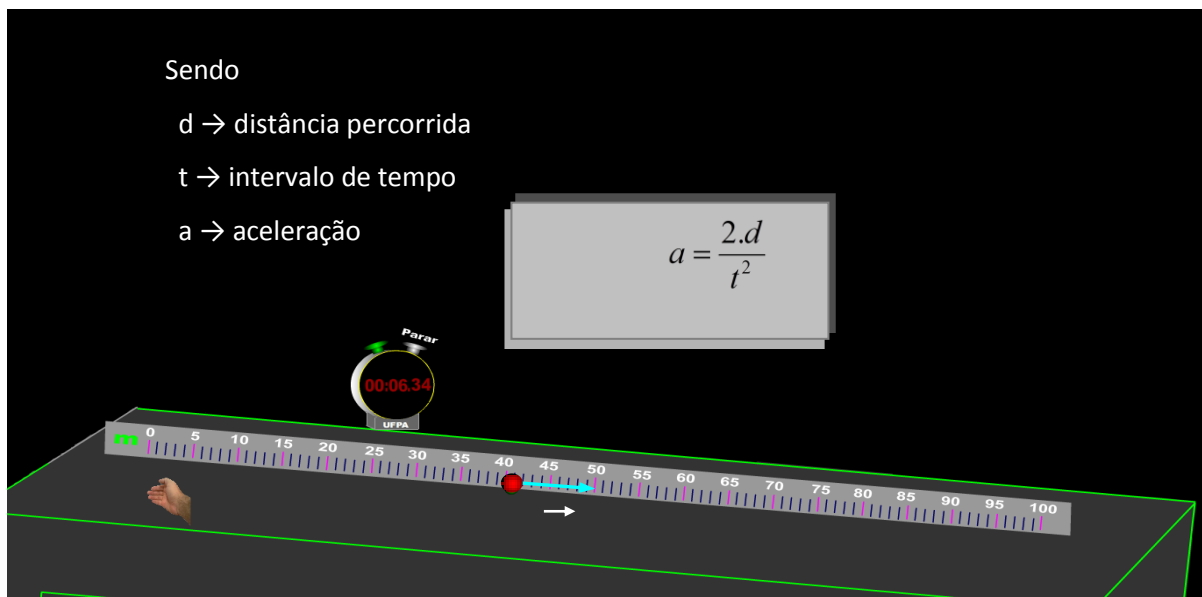 Sendo
d → distância percorrida
t → intervalo de tempo
a → aceleração
a = 2.d / t²
Parar
00:06.34
UFPA
m 0 5 10 15 20 25 30 35 40 45 50 55 60 65 70 75 80 85 90 95 100